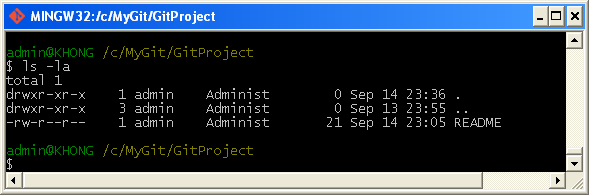 MINGW32:/c/MyGit/GitProject
admin@KHONG /c/MyGit/GitProject
$ ls -la
total 1
drwxr-xr-x    1 admin    Administ        0 Sep 14 23:36 .
drwxr-xr-x    3 admin    Administ        0 Sep 13 23:55 ..
-rw-r--r--    1 admin    Administ       21 Sep 14 23:05 README
admin@KHONG /c/MyGit/GitProject
$